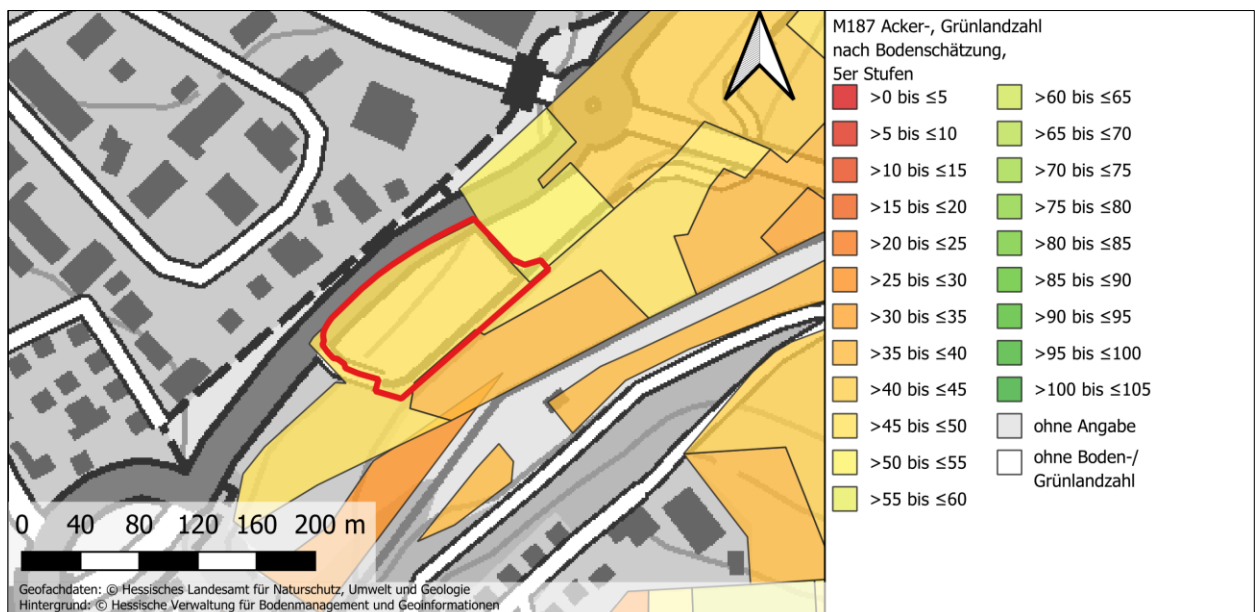 M187 Acker-, Grünlandzahl
nach Bodenschätzung,
5er Stufen
>0 bis ≤5
>5 bis ≤10
>10 bis ≤15
>15 bis ≤20
>20 bis ≤25
>25 bis ≤30
>30 bis ≤35
>35 bis ≤40
>40 bis ≤45
>45 bis ≤50
>50 bis ≤55
>55 bis ≤60
>60 bis ≤65
>65 bis ≤70
>70 bis ≤75
>75 bis ≤80
>80 bis ≤85
>85 bis ≤90
>90 bis ≤95
>95 bis ≤100
>100 bis ≤105
ohne Angabe
ohne Boden-/
Grünlandzahl
0 40 80 120 160 200 m
Geofachdaten: © Hessisches Landesamt für Naturschutz, Umwelt und Geologie
Hintergrund: © Hessische Verwaltung für Bodenmanagement und Geoinformationen